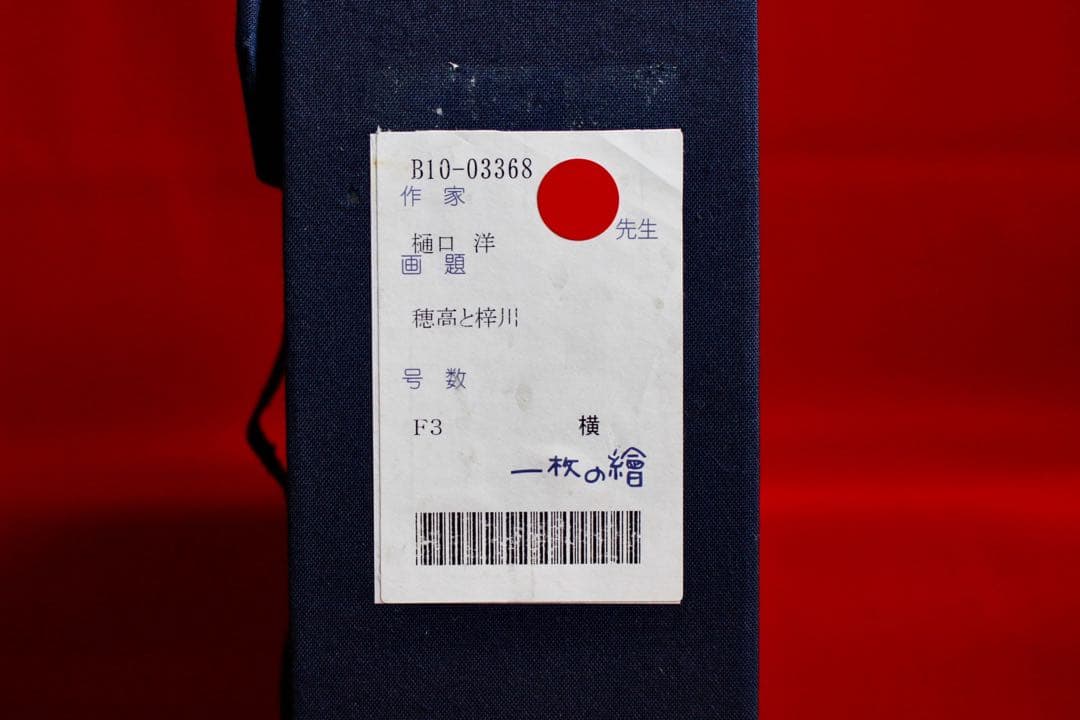 B10-03368
作家
先生
樋口 洋
画題
穂高と梓川
号数
F3 横
一枚の繪